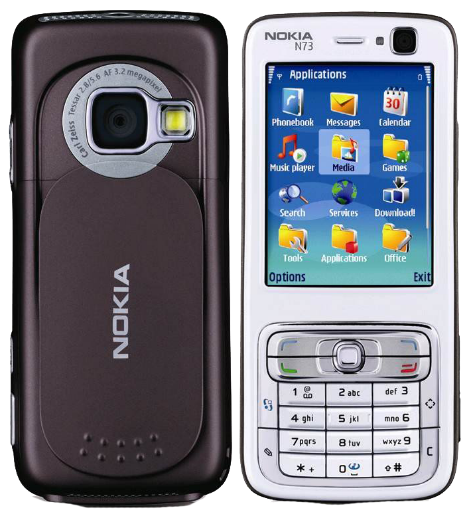 Carl Zeiss Tessar 2.8/5.6 AF 3.2 megapixel
NOKIA
NOKIA
N73
Applications
Phonebook Messages Calendar
30
Music player Media Games
Search Services Download!
Tools Applications Office
Options Exit
1 @ 2 abc def 3
4 ghi 5 jkl mno 6
7 pqrs 8 tuv wxyz 9
* + 0 #
C